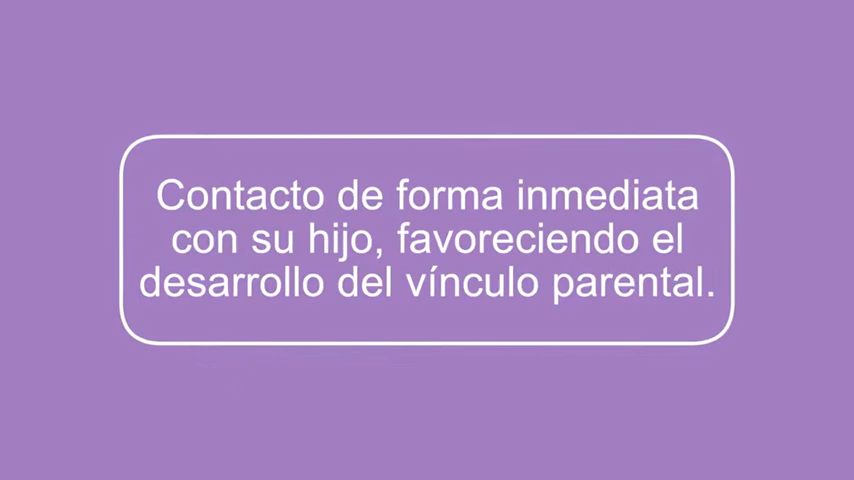 Contacto de forma inmediata
con su hijo, favoreciendo el
desarrollo del vínculo parental.